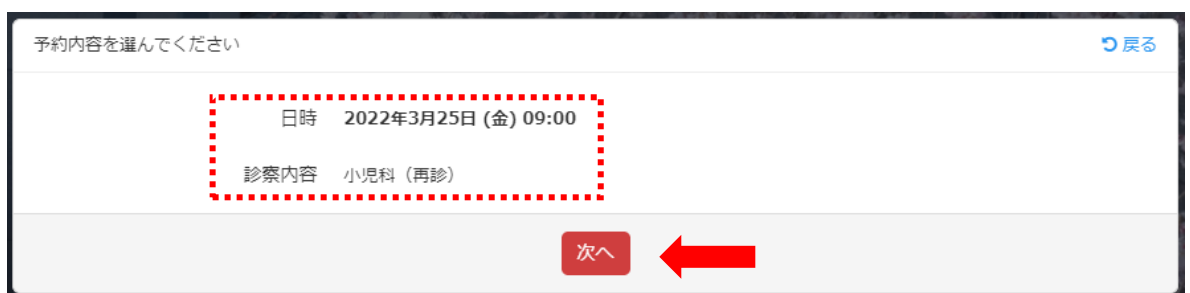 予約内容を選んでください
戻る
日時 2022年3月25日 (金) 09:00
診察内容 小児科（再診）
次へ